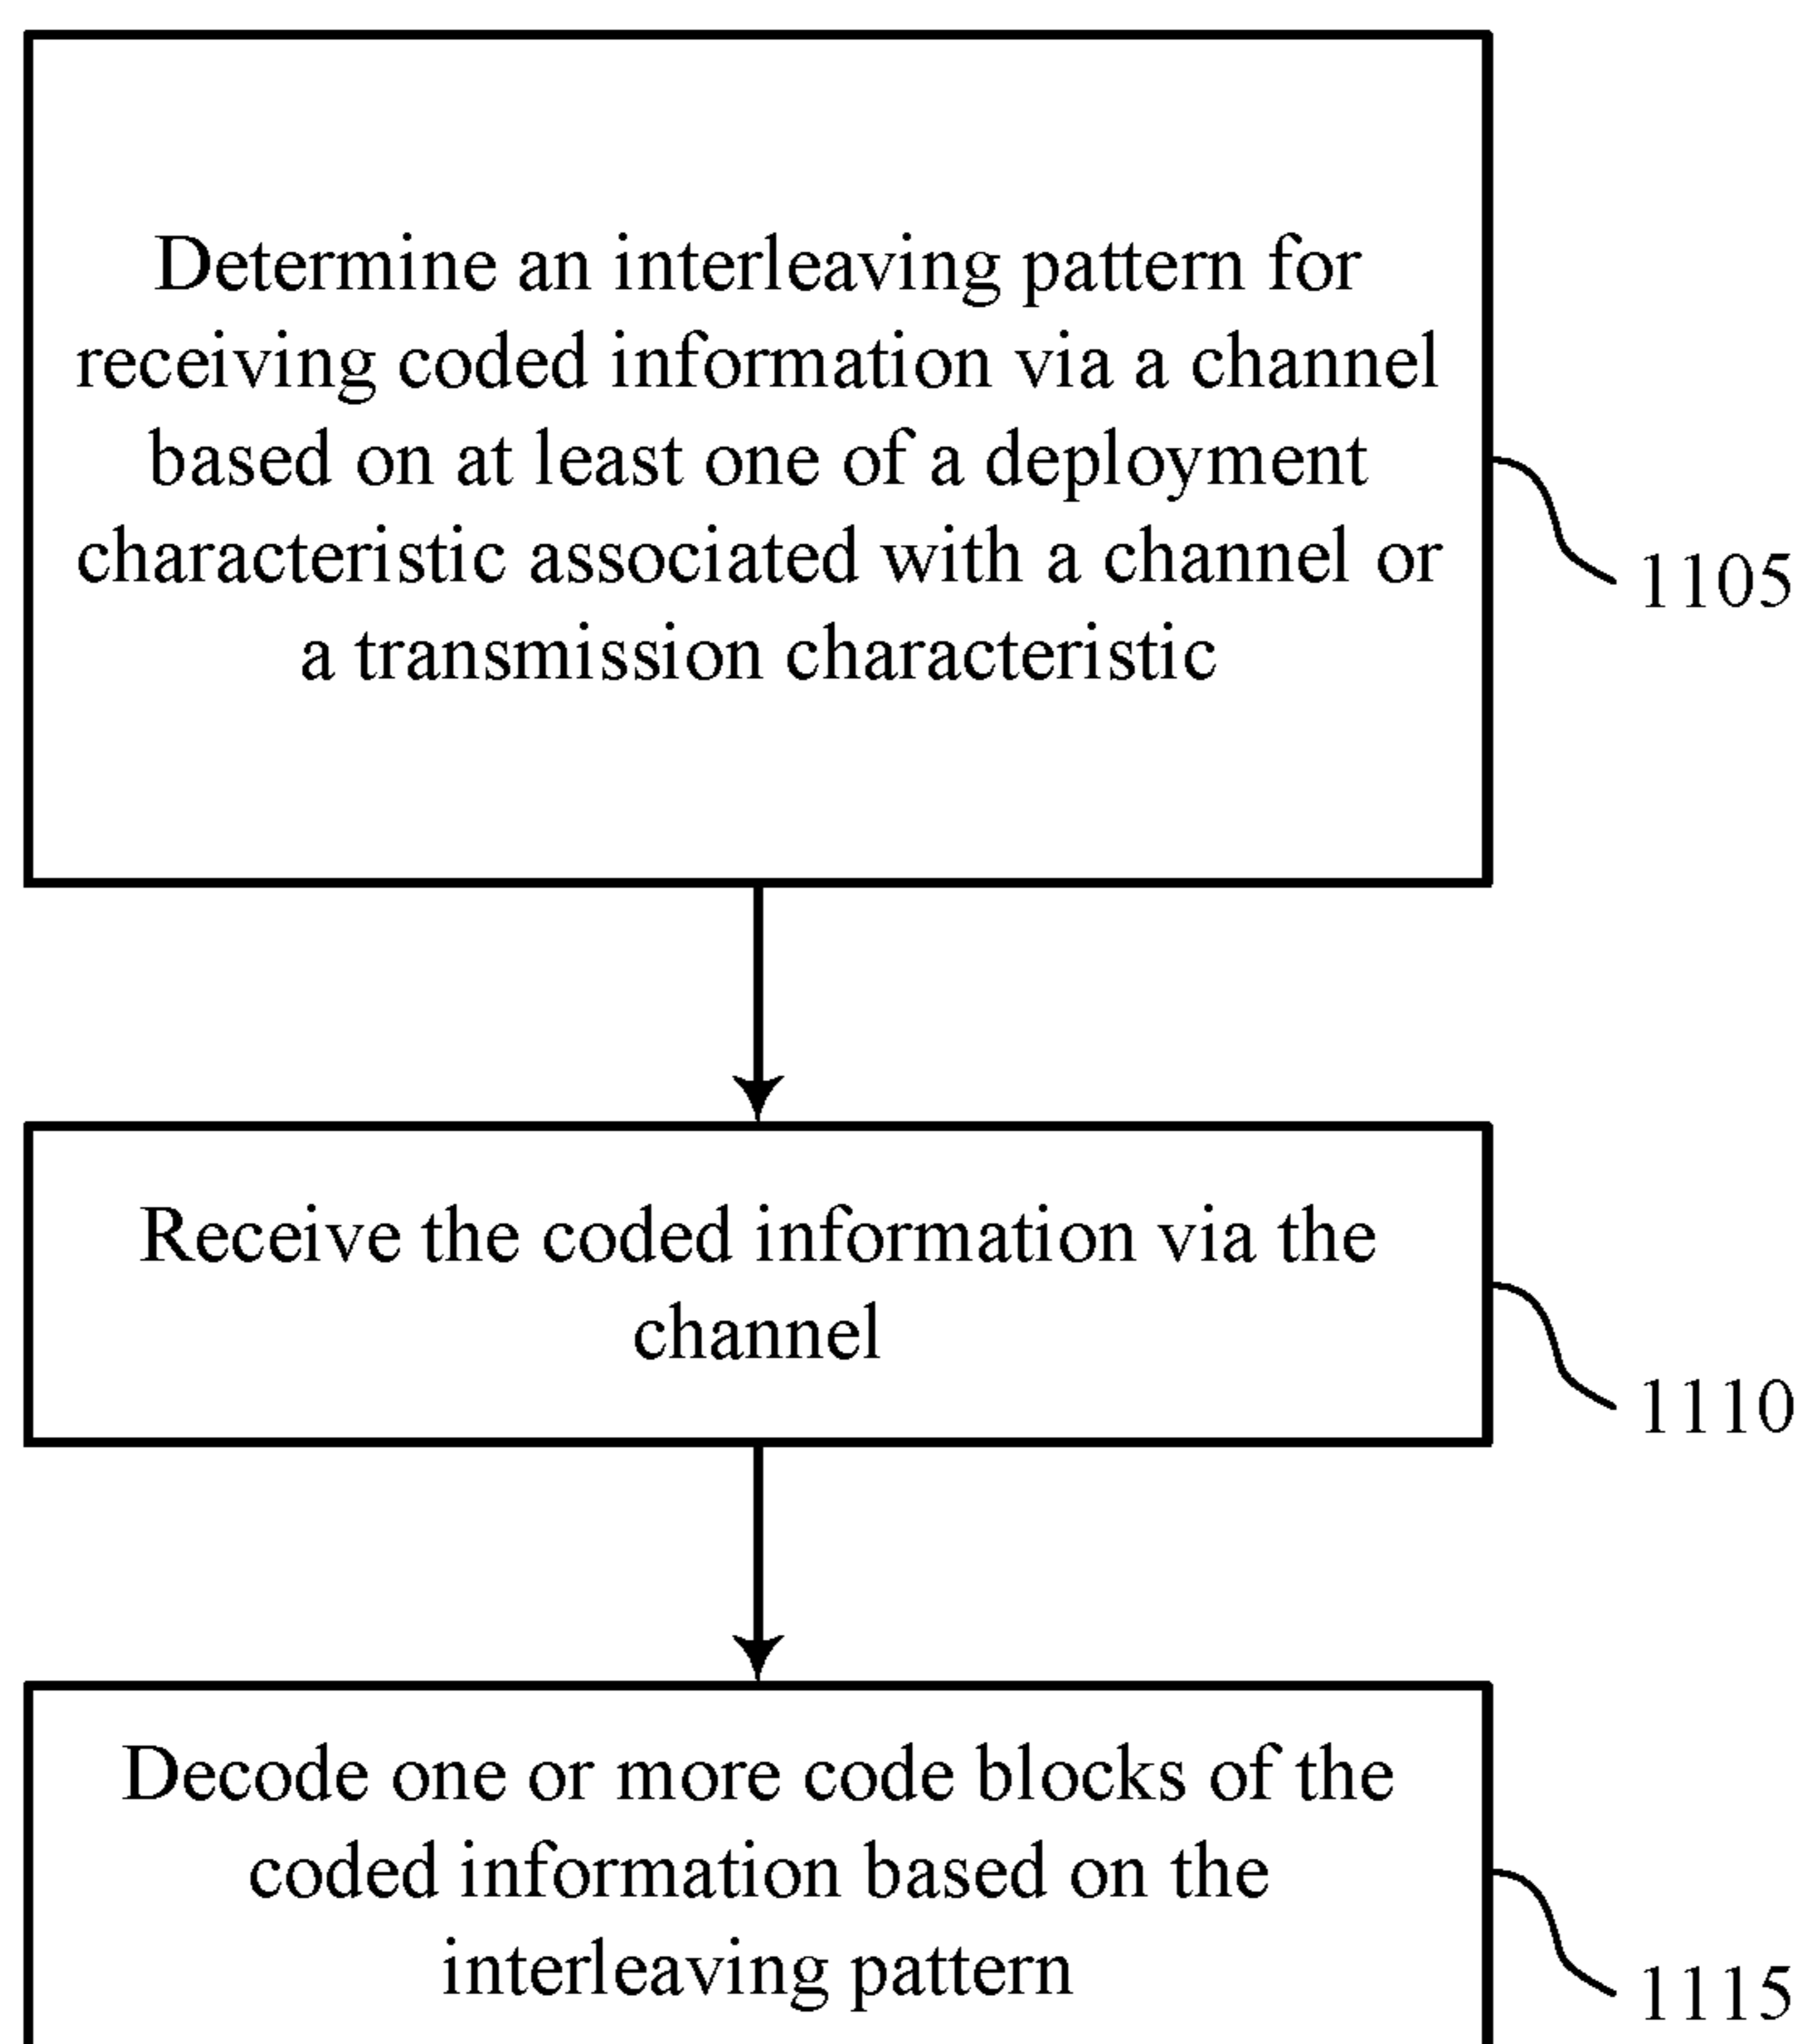 Determine an interleaving pattern for
receiving coded information via a channel
based on at least one of a deployment
characteristic associated with a channel or
a transmission characteristic
1105
Receive the coded information via the
channel
1110
Decode one or more code blocks of the
coded information based on the
interleaving pattern
1115